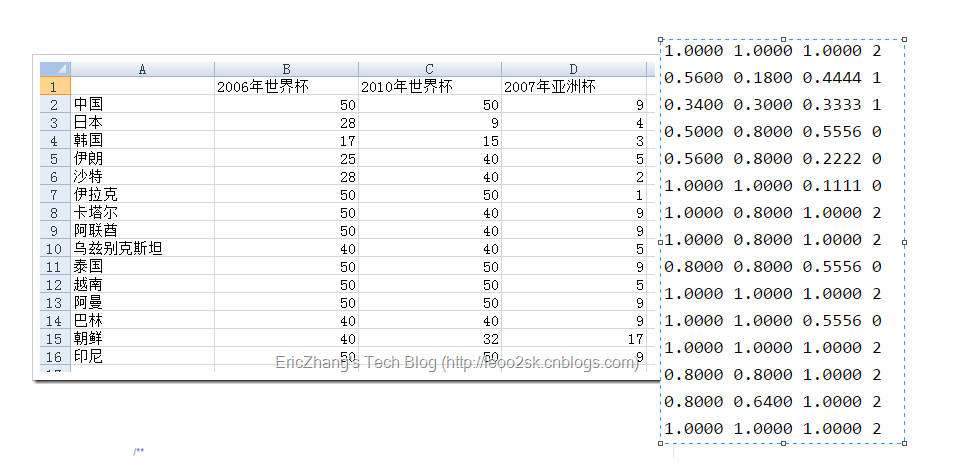 A B C D
1 2006年世界杯 2010年世界杯 2007年亚洲杯
2 中国 50 50 9
3 日本 28 9 4
4 韩国 17 15 3
5 伊朗 25 40 5
6 沙特 28 40 2
7 伊拉克 50 50 1
8 卡塔尔 50 40 9
9 阿联酋 50 40 9
10 乌兹别克斯坦 40 40 5
11 泰国 50 50 9
12 越南 50 50 5
13 阿曼 50 50 9
14 巴林 40 40 9
15 朝鲜 40 32 17
16 印尼 50 50 9
EricZhang's Tech Blog (http://leoo2sk.cnblogs.com)
1.0000 1.0000 1.0000 2
0.5600 0.1800 0.4444 1
0.3400 0.3000 0.3333 1
0.5000 0.8000 0.5556 0
0.5600 0.8000 0.2222 0
1.0000 1.0000 0.1111 0
1.0000 0.8000 1.0000 2
1.0000 0.8000 1.0000 2
0.8000 0.8000 0.5556 0
1.0000 1.0000 1.0000 2
1.0000 1.0000 0.5556 0
1.0000 1.0000 1.0000 2
0.8000 0.8000 1.0000 2
0.8000 0.6400 1.0000 2
1.0000 1.0000 1.0000 2
/**